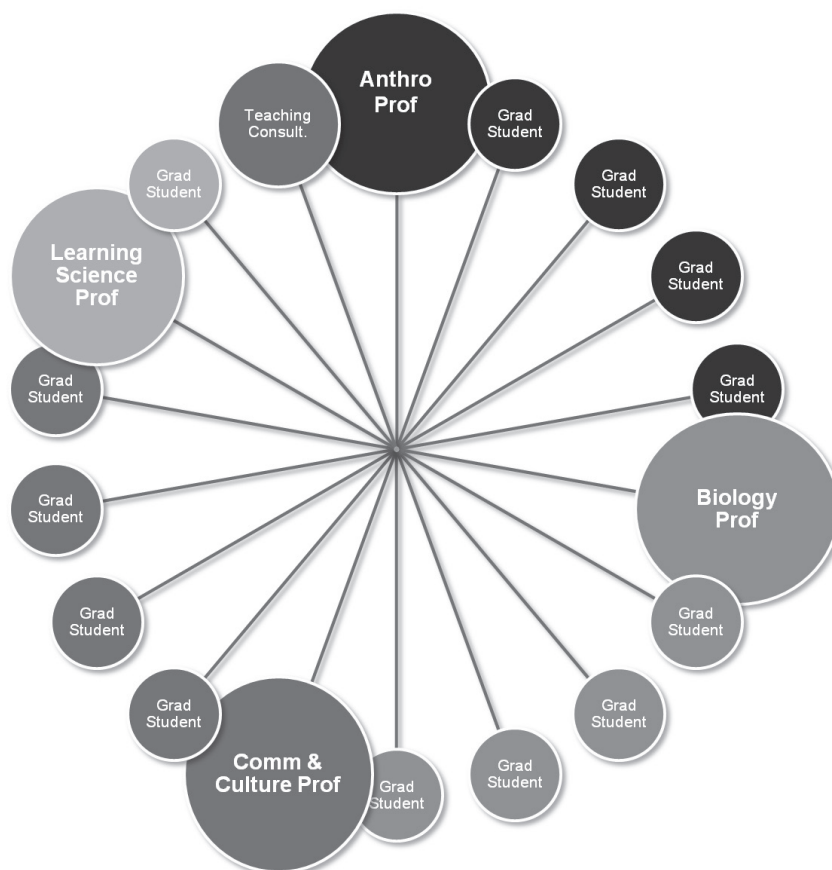 Anthro
Prof
Grad
Student
Grad
Student
Grad
Student
Grad
Student
Biology
Prof
Grad
Student
Grad
Student
Grad
Student
Grad
Student
Comm &
Culture Prof
Grad
Student
Grad
Student
Grad
Student
Grad
Student
Learning
Science
Prof
Grad
Student
Teaching
Consult.